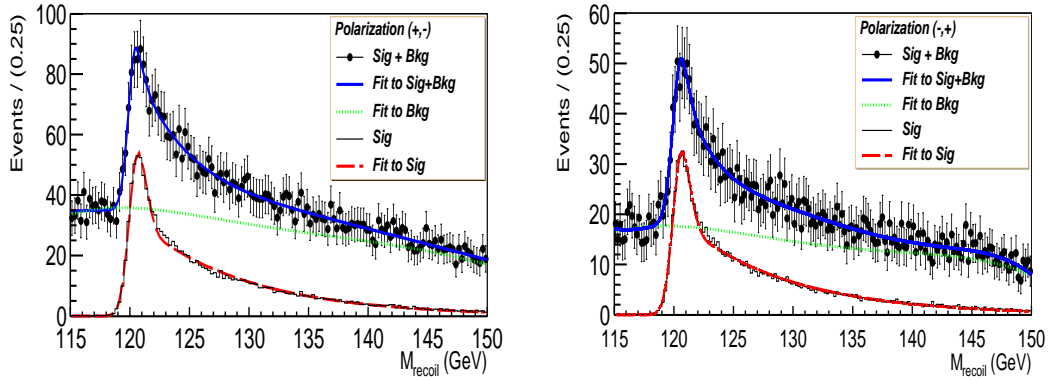 Events / (0.25)
100
80
60
40
20
0
Polarization (+,-)
Sig + Bkg
Fit to Sig+Bkg
Fit to Bkg
Sig
Fit to Sig
115 120 125 130 135 140 145 150
M_recoil (GeV)
Events / (0.25)
60
50
40
30
20
10
0
Polarization (-,+)
Sig + Bkg
Fit to Sig+Bkg
Fit to Bkg
Sig
Fit to Sig
115 120 125 130 135 140 145 150
M_recoil (GeV)